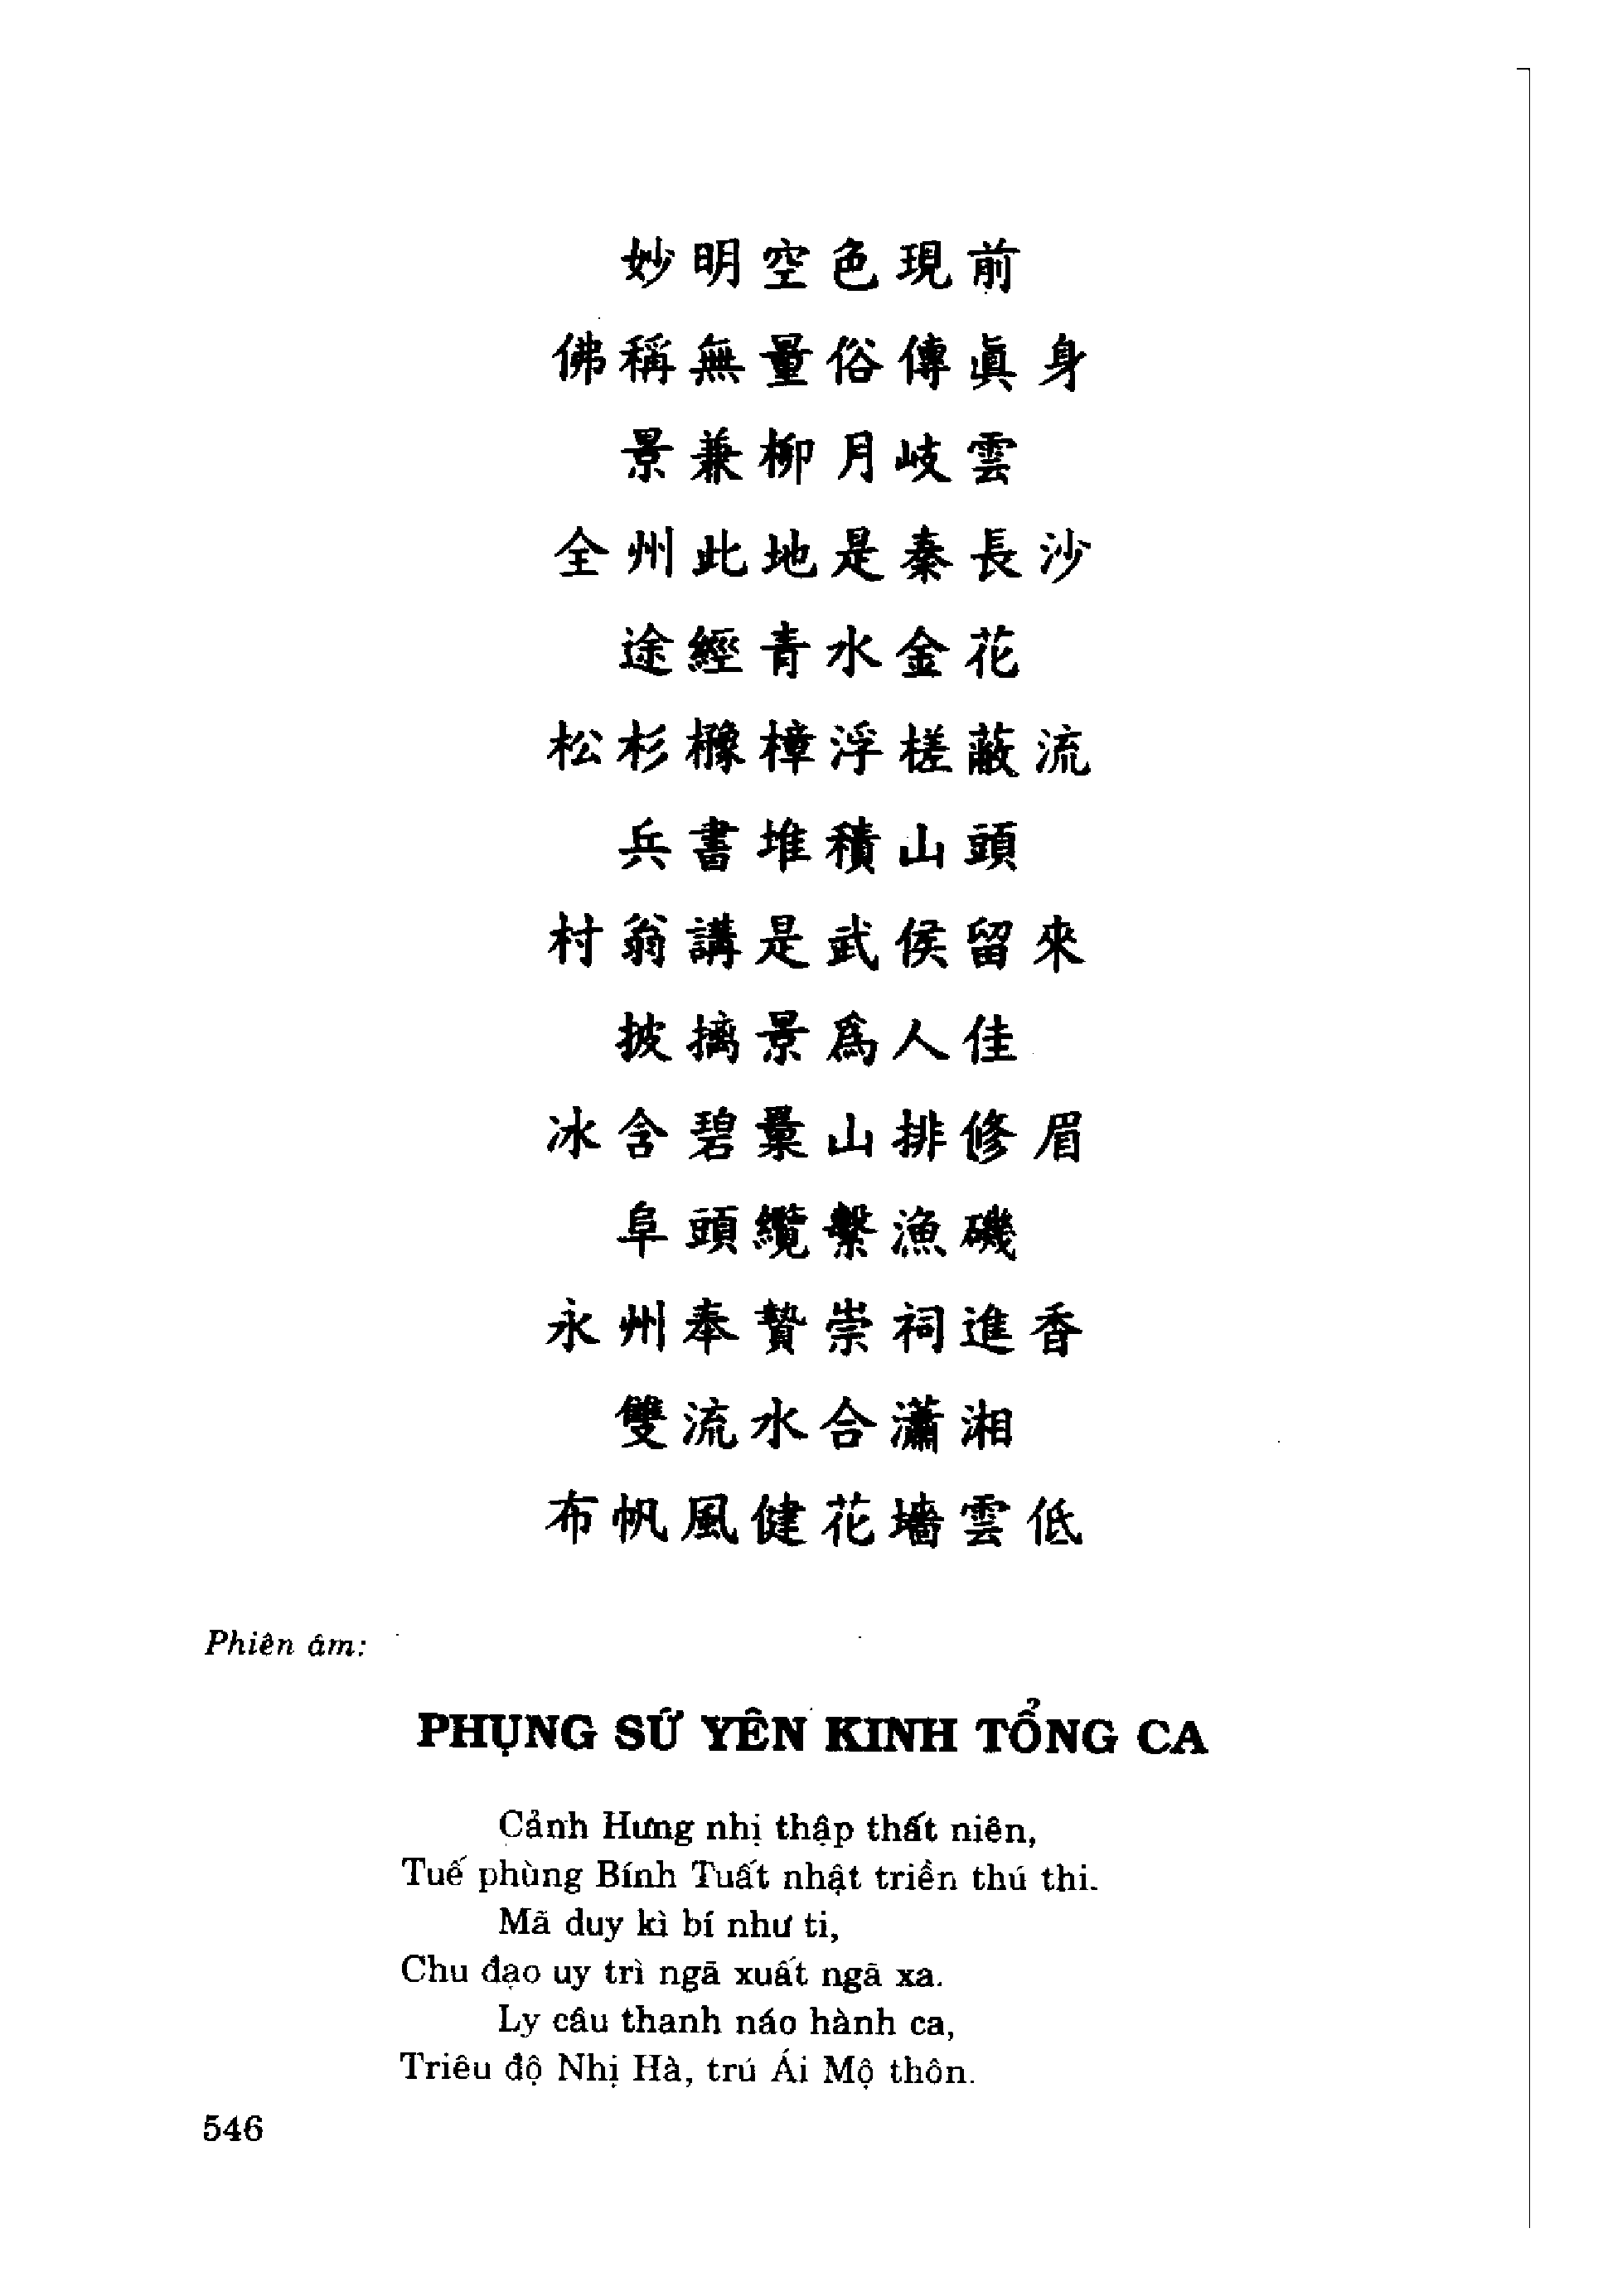 妙明空色現前
佛稱無量俗傳眞身
景兼柳月岐雲
全州此地是秦長沙
途經青水金花
松杉橡樟浮槎蔽流
兵書堆積山頭
村翁講是武侯留來
披摛景爲人佳
冰含碧暈山排修眉
阜頭纜繫漁磯
永州奉贄崇祠進香
雙流水合瀟湘
布帆風健花墻雲低
Phiên âm:
PHỤNG SỨ YÊN KINH TỔNG CA
Cảnh Hưng nhị thập thất niên,
Tuế phùng Bính Tuất nhật triền thú thi.
Mã duy kì bí như ti,
Chu đạo uy trì ngã xuất ngã xa.
Ly câu thanh náo hành ca,
Triêu độ Nhị Hà, trú Ái Mộ thôn.
546